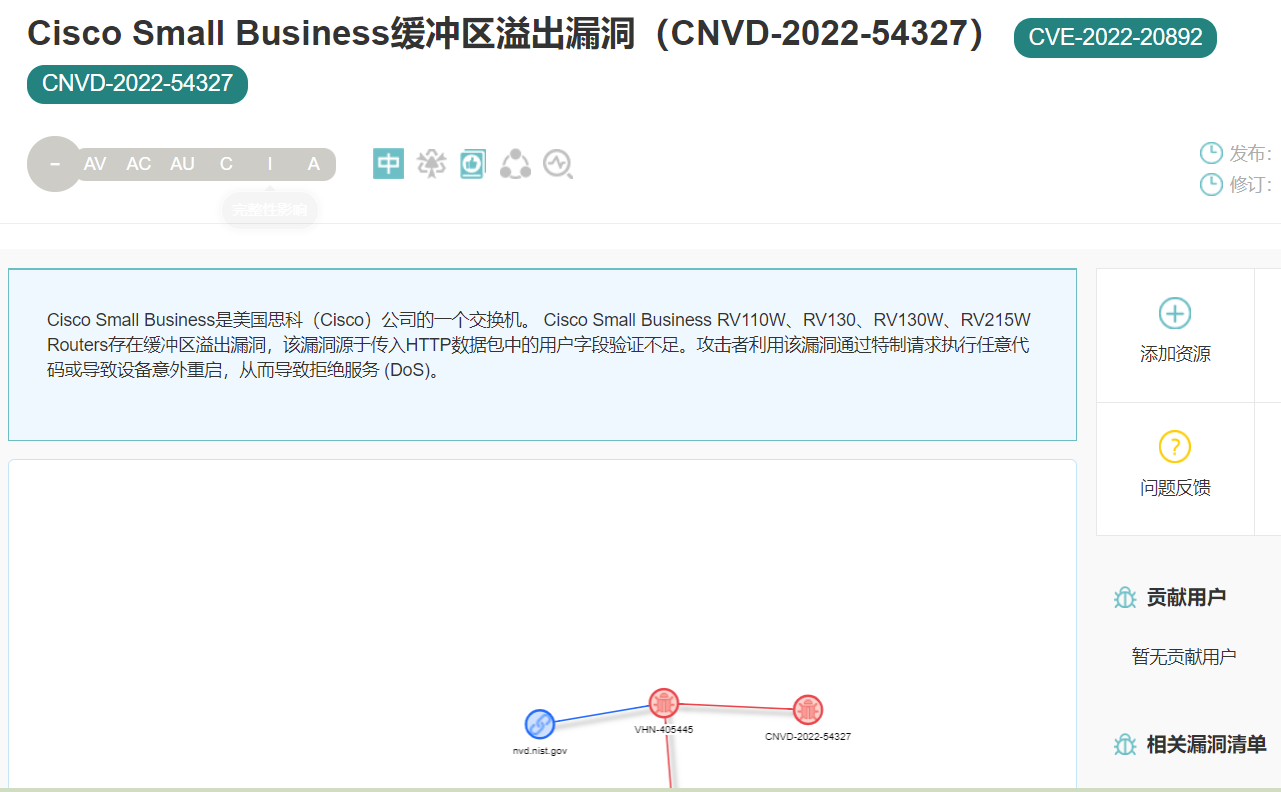 Cisco Small Business缓冲区溢出漏洞（CNVD-2022-54327） CVE-2022-20892
CNVD-2022-54327
- AV AC AU C I A
中
完整性影响
发布:
修订:
Cisco Small Business是美国思科（Cisco）公司的一个交换机。 Cisco Small Business RV110W、RV130、RV130W、RV215W
Routers存在缓冲区溢出漏洞，该漏洞源于传入HTTP数据包中的用户字段验证不足。攻击者利用该漏洞通过特制请求执行任意代
码或导致设备意外重启，从而导致拒绝服务 (DoS)。
添加资源
?
问题反馈
贡献用户
暂无贡献用户
相关漏洞清单
nvd.nist.gov
VHN-405445
CNVD-2022-54327